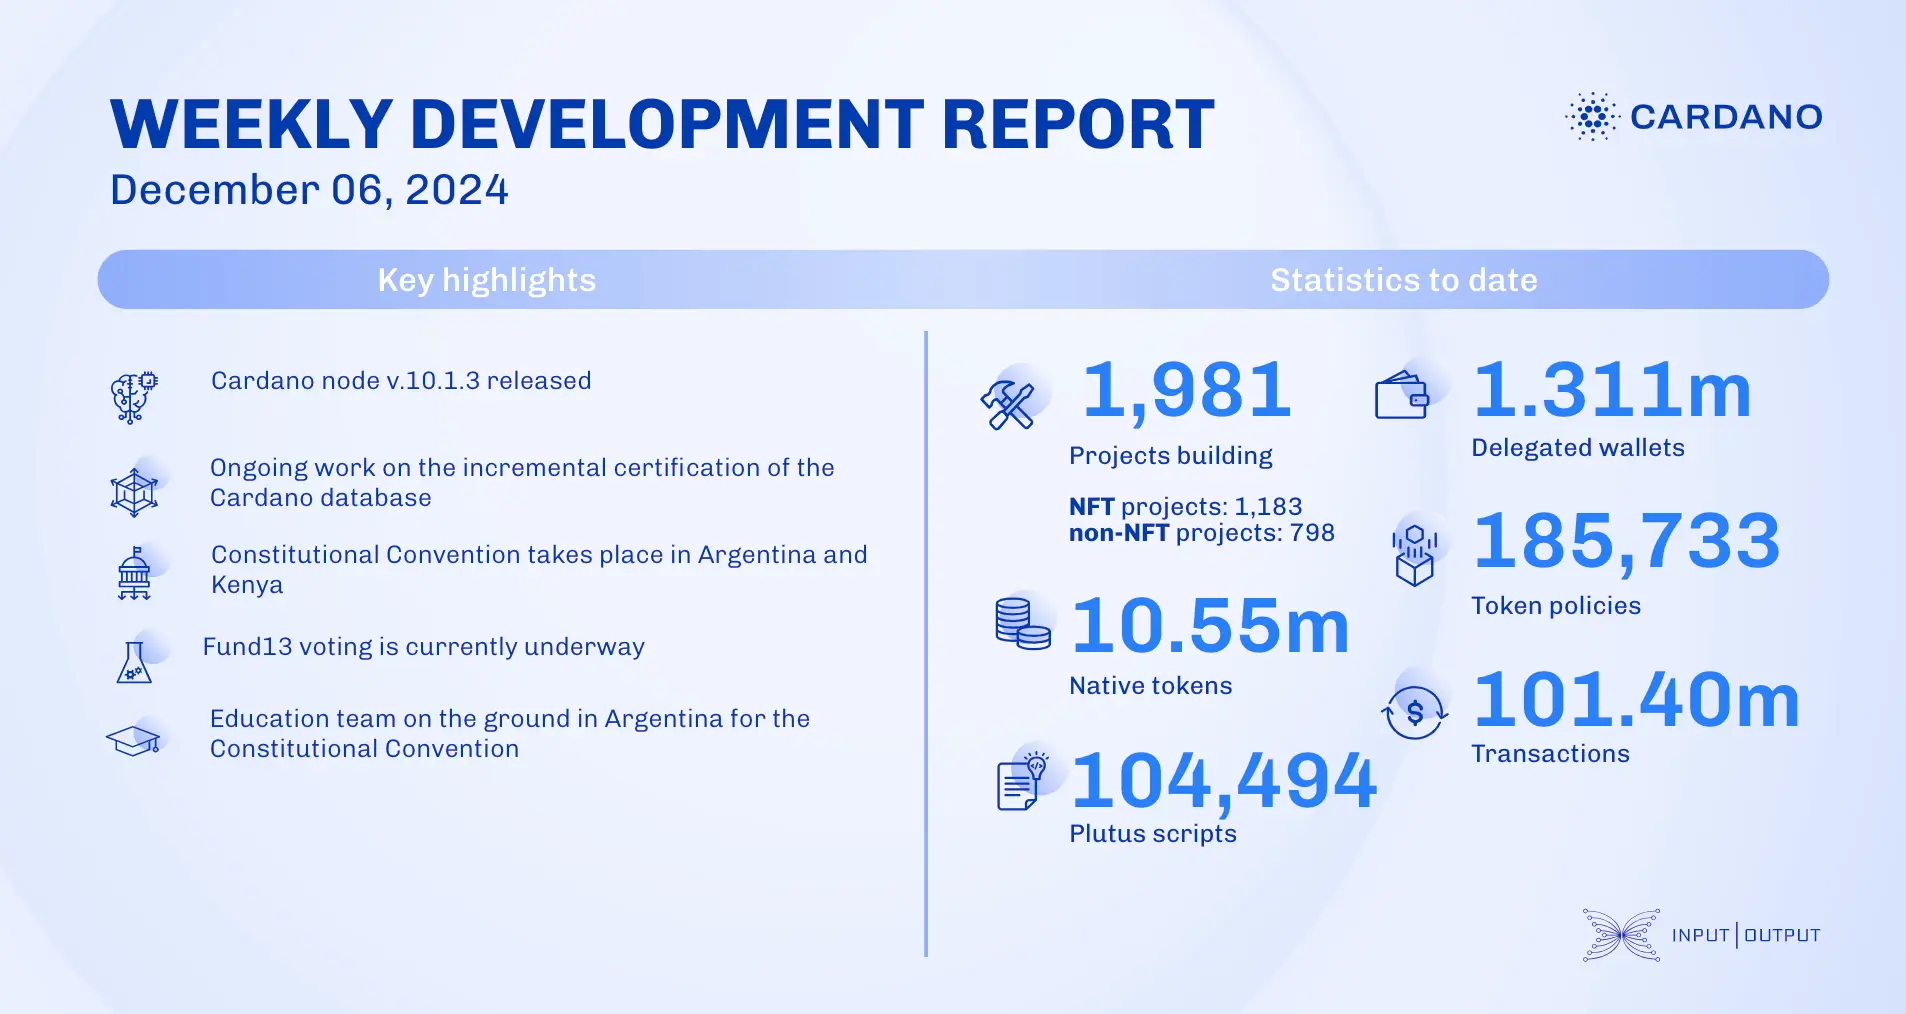 WEEKLY DEVELOPMENT REPORT
December 06, 2024
CARDANO
Key highlights
Statistics to date
Cardano node v.10.1.3 released
Ongoing work on the incremental certification of the
Cardano database
Constitutional Convention takes place in Argentina and
Kenya
Fund13 voting is currently underway
Education team on the ground in Argentina for the
Constitutional Convention
1,981
Projects building
NFT projects: 1,183
non-NFT projects: 798
10.55m
Native tokens
104,494
Plutus scripts
1.311m
Delegated wallets
185,733
Token policies
$
101.40m
Transactions
INPUT | OUTPUT